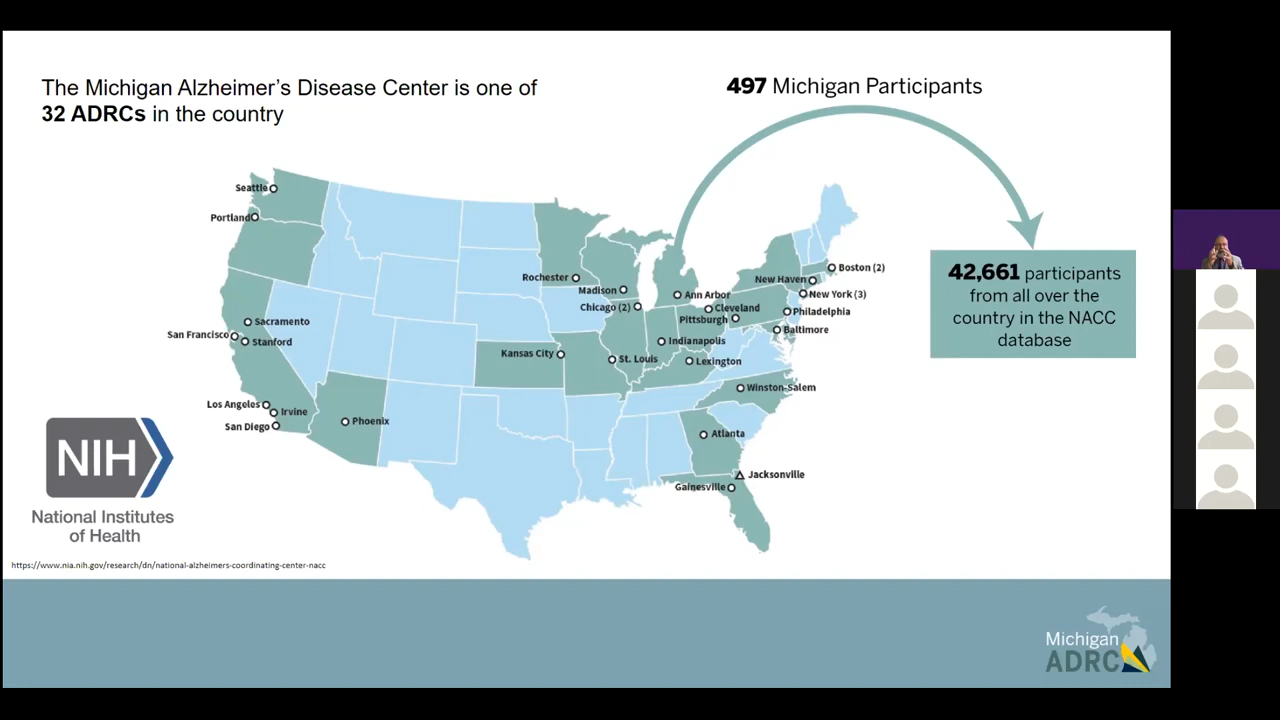 The Michigan Alzheimer's Disease Center is one of
32 ADRCs in the country
497 Michigan Participants
42,661 participants
from all over the
country in the NACC
database
Seattle
Portland
Sacramento
San Francisco
Stanford
Los Angeles
Irvine
San Diego
Phoenix
Rochester
Madison
Chicago (2)
Kansas City
St. Louis
Ann Arbor
Cleveland
Pittsburgh
Indianapolis
Lexington
New Haven
Boston (2)
New York (3)
Philadelphia
Baltimore
Winston-Salem
Atlanta
Jacksonville
Gainesville
NIH
National Institutes
of Health
https://www.nia.nih.gov/research/dn/national-alzheimers-coordinating-center-nacc
Michigan
ADRC